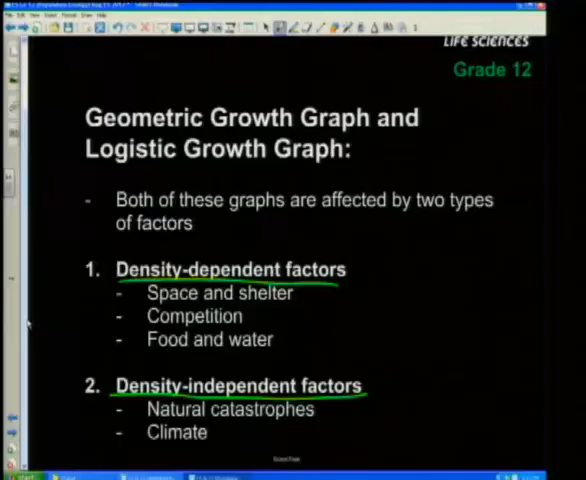 LIFE SCIENCES
Grade 12
Geometric Growth Graph and
Logistic Growth Graph:
- Both of these graphs are affected by two types
of factors
1. Density-dependent factors
- Space and shelter
- Competition
- Food and water
2. Density-independent factors
- Natural catastrophes
- Climate